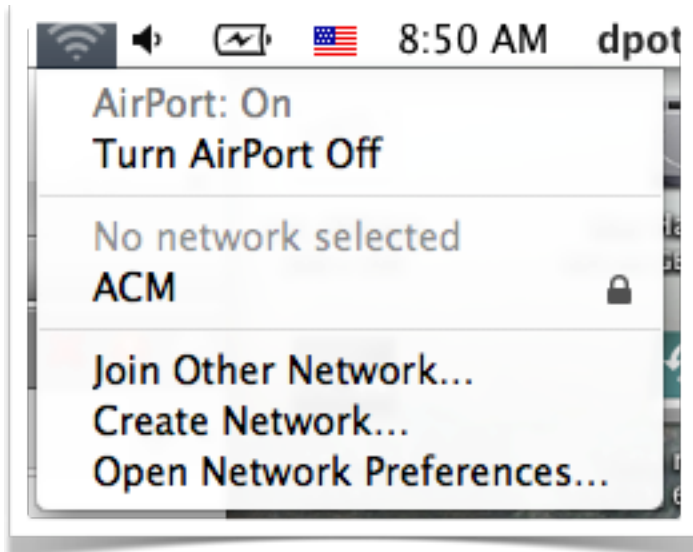 8:50 AM dpot
AirPort: On
Turn AirPort Off
No network selected
ACM
Join Other Network...
Create Network...
Open Network Preferences...